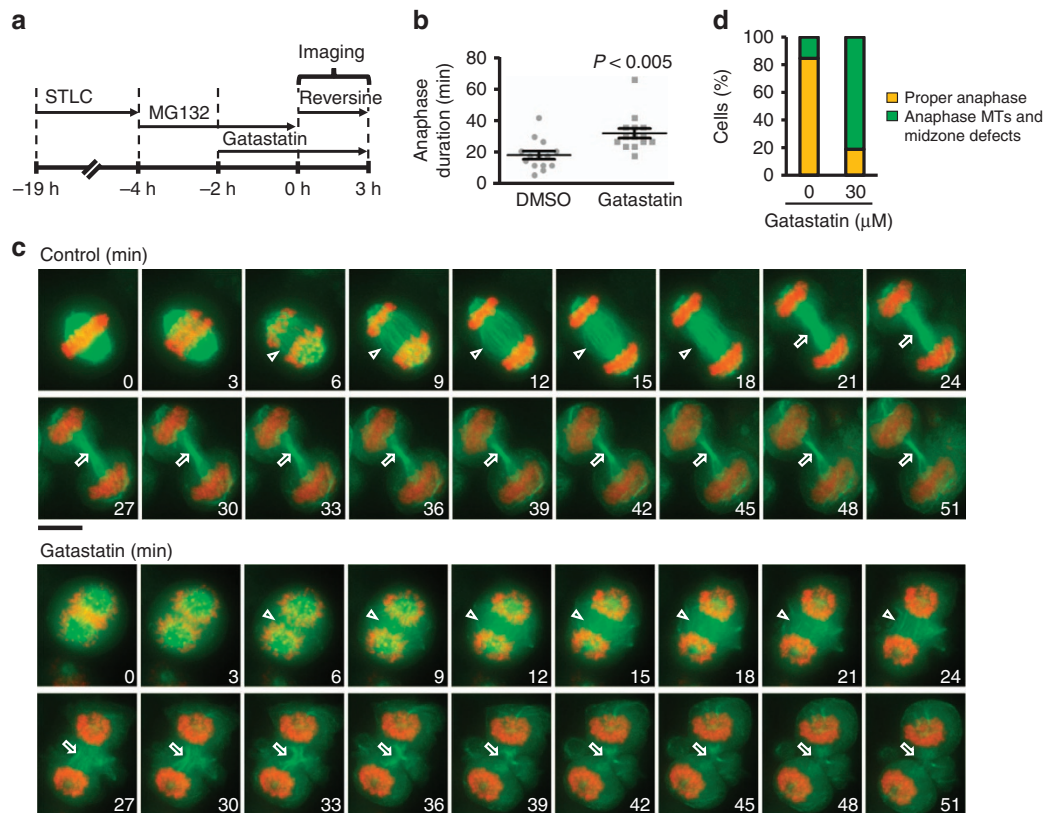 a
Imaging
STLC
MG132
Reversine
Gatastatin
–19 h
–4 h
–2 h
0 h
3 h
b
P < 0.005
Anaphase
duration (min)
80
60
40
20
0
DMSO
Gatastatin
d
Cells (%)
100
80
60
40
20
0
0
30
Gatastatin (μM)
Proper anaphase
Anaphase MTs and
midzone defects
c
Control (min)
0 3 6 9 12 15 18 21 24
27 30 33 36 39 42 45 48 51
Gatastatin (min)
0 3 6 9 12 15 18 21 24
27 30 33 36 39 42 45 48 51